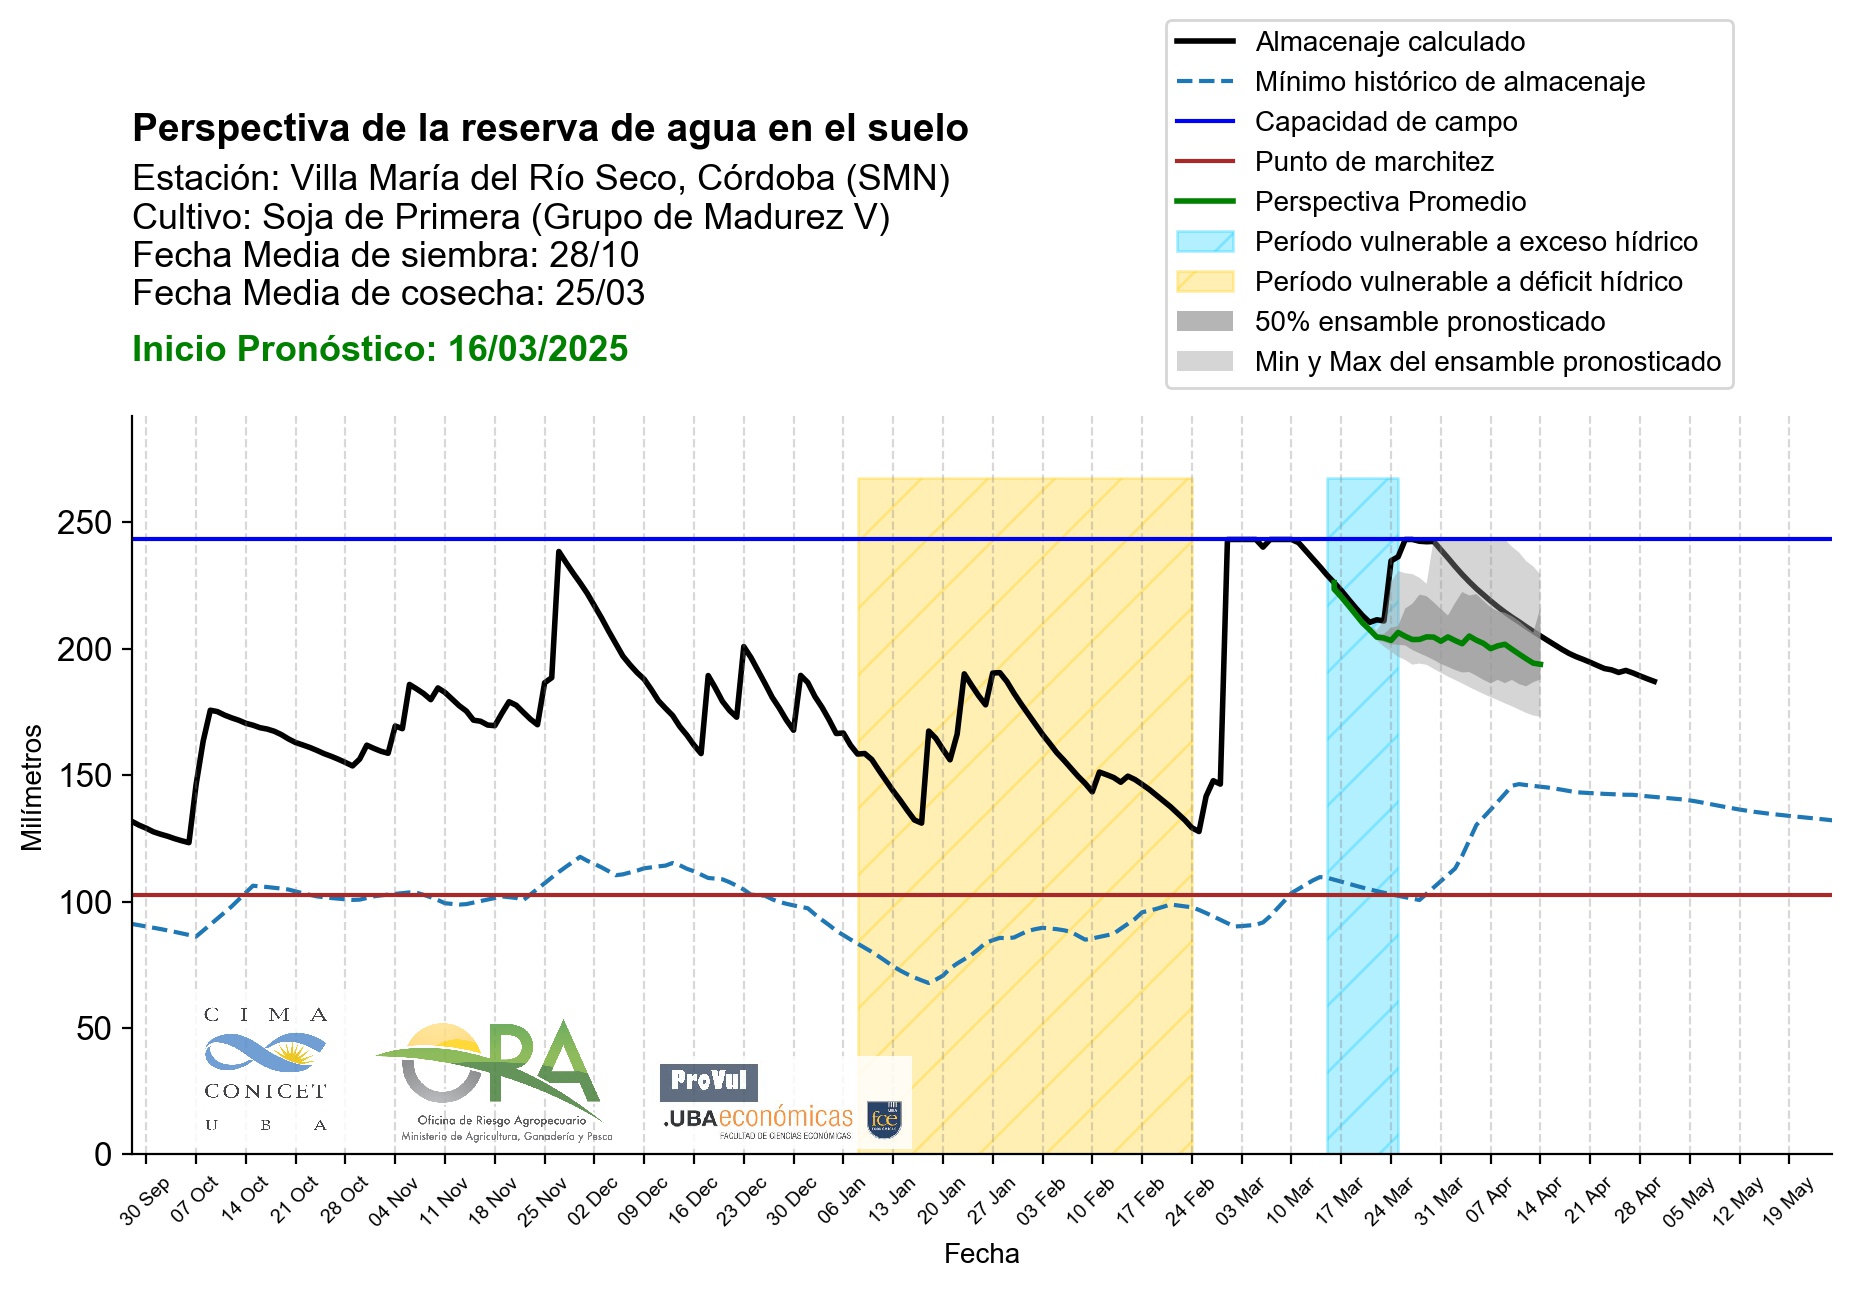 Almacenaje calculado
Mínimo histórico de almacenaje
Capacidad de campo
Punto de marchitez
Perspectiva Promedio
Período vulnerable a exceso hídrico
Período vulnerable a déficit hídrico
50% ensamble pronosticado
Min y Max del ensamble pronosticado
Perspectiva de la reserva de agua en el suelo
Estación: Villa María del Río Seco, Córdoba (SMN)
Cultivo: Soja de Primera (Grupo de Madurez V)
Fecha Media de siembra: 28/10
Fecha Media de cosecha: 25/03
Inicio Pronóstico: 16/03/2025
250
200
150
100
50
0
Milímetros
CIMA
CONICET
UBA
ORA
Oficina de Riesgo Agropecuario
Ministerio de Agricultura, Ganadería y Pesca
ProVul
.UBAeconómicas
FACULTAD DE CIENCIAS ECONÓMICAS
fce
30 Sep
07 Oct
14 Oct
21 Oct
28 Oct
04 Nov
11 Nov
18 Nov
25 Nov
02 Dec
09 Dec
16 Dec
23 Dec
30 Dec
06 Jan
13 Jan
20 Jan
27 Jan
03 Feb
10 Feb
17 Feb
24 Feb
03 Mar
10 Mar
17 Mar
24 Mar
31 Mar
07 Apr
14 Apr
21 Apr
28 Apr
05 May
12 May
19 May
Fecha